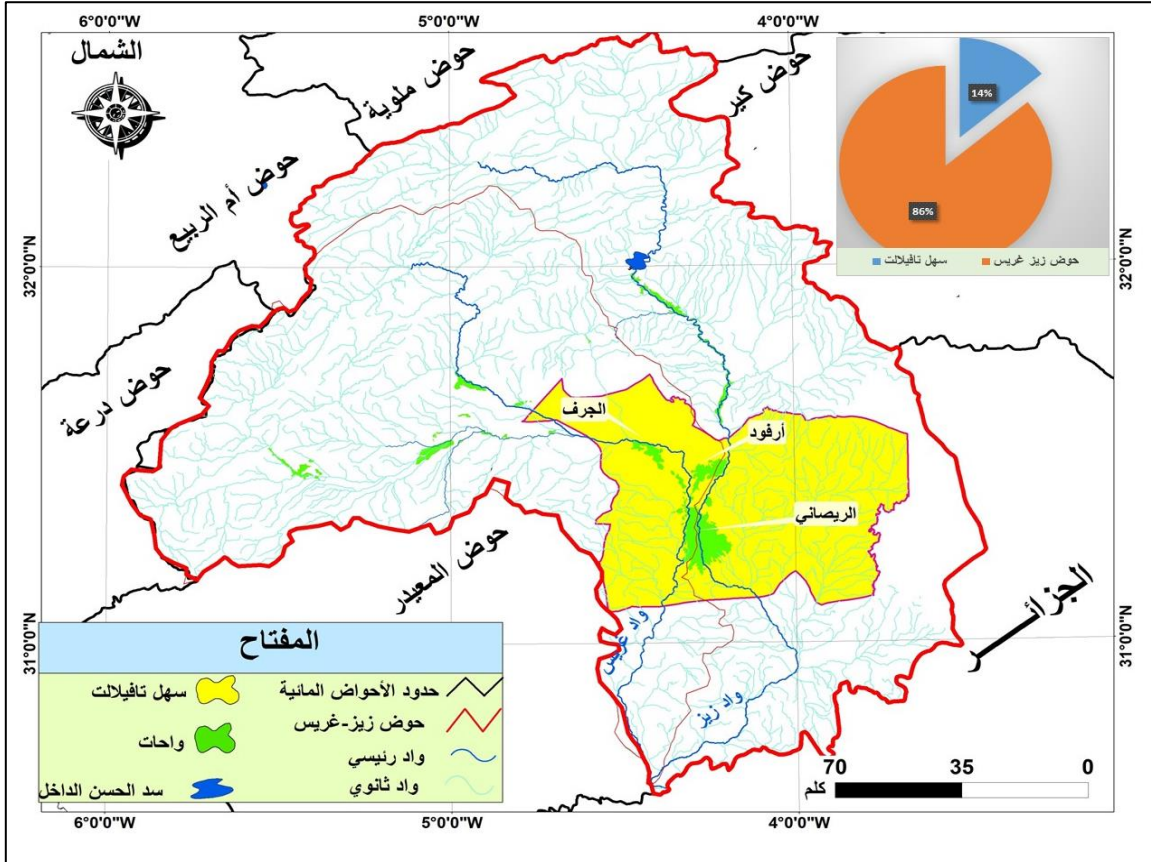 6°0'0"W
5°0'0"W
4°0'0"W
الشمال
حوض ملوية
حوض كير
14%
86%
سهل تافيلالت
حوض زيز غريس
حوض أم الربيع
32°0'0"N
32°0'0"N
حوض درعة
الجرف
أرفود
الريصاني
حوض المعيدر
الجزائر
31°0'0"N
31°0'0"N
واد غريس
واد زيز
المفتاح
حدود الأحواض المائية
سهل تافيلالت
حوض زيز-غريس
واحات
واد رئيسي
واد ثانوي
سد الحسن الداخل
70
35
0
كلم
6°0'0"W
5°0'0"W
4°0'0"W